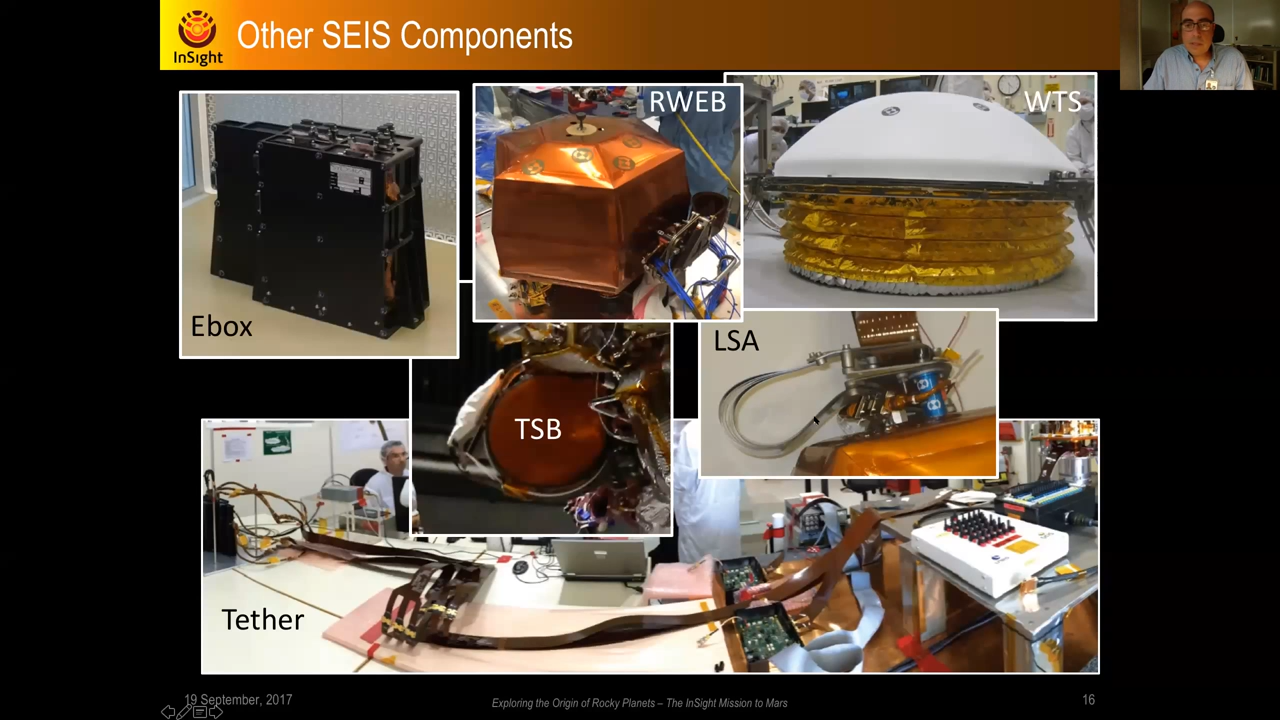 InSight
Other SEIS Components
Ebox
RWEB
WTS
TSB
LSA
Tether
19 September, 2017
Exploring the Origin of Rocky Planets – The InSight Mission to Mars
16